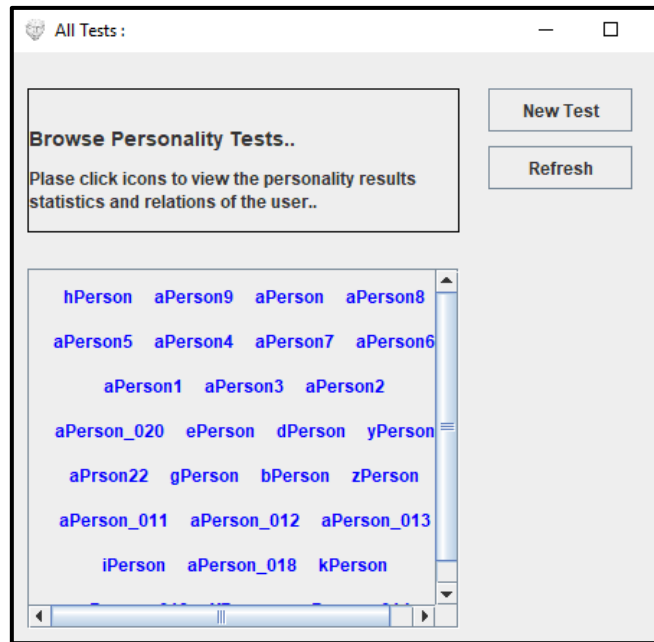 All Tests :
Browse Personality Tests..
Plase click icons to view the personality results
statistics and relations of the user..
New Test
Refresh
hPerson aPerson9 aPerson aPerson8
aPerson5 aPerson4 aPerson7 aPerson6
aPerson1 aPerson3 aPerson2
aPerson_020 ePerson dPerson yPerson
aPrson22 gPerson bPerson zPerson
aPerson_011 aPerson_012 aPerson_013
iPerson aPerson_018 kPerson